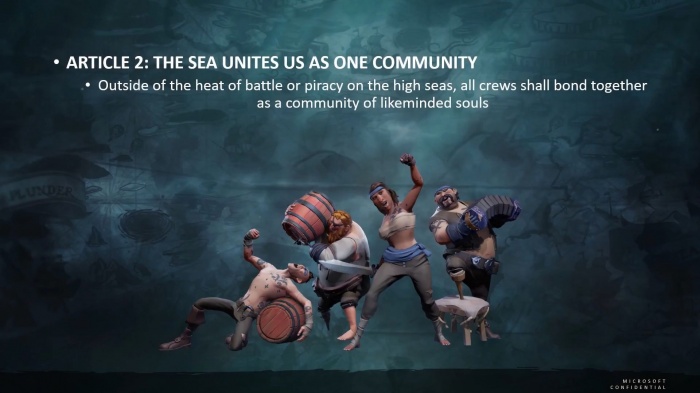 • ARTICLE 2: THE SEA UNITES US AS ONE COMMUNITY
• Outside of the heat of battle or piracy on the high seas, all crews shall bond together
as a community of likeminded souls
PLUNDER
MICROSOFT
CONFIDENTIAL